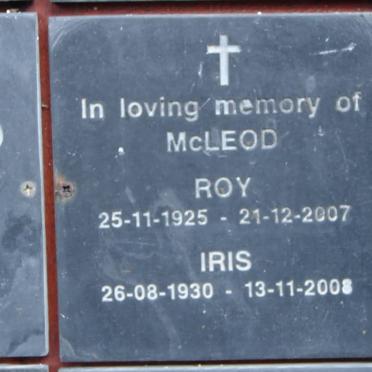 In loving memory of
McLEOD
ROY
25-11-1925 - 21-12-2007
IRIS
26-08-1930 - 13-11-2008